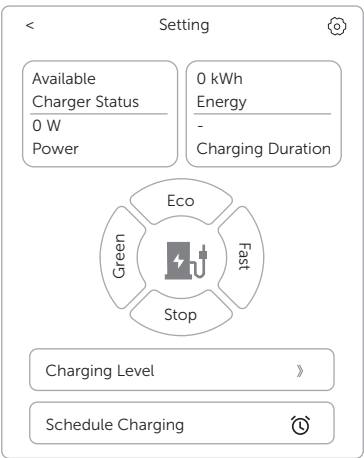 < Setting
Available
Charger Status
0 W
Power
0 kWh
Energy
-
Charging Duration
Eco
Green
Fast
Stop
Charging Level 》
Schedule Charging